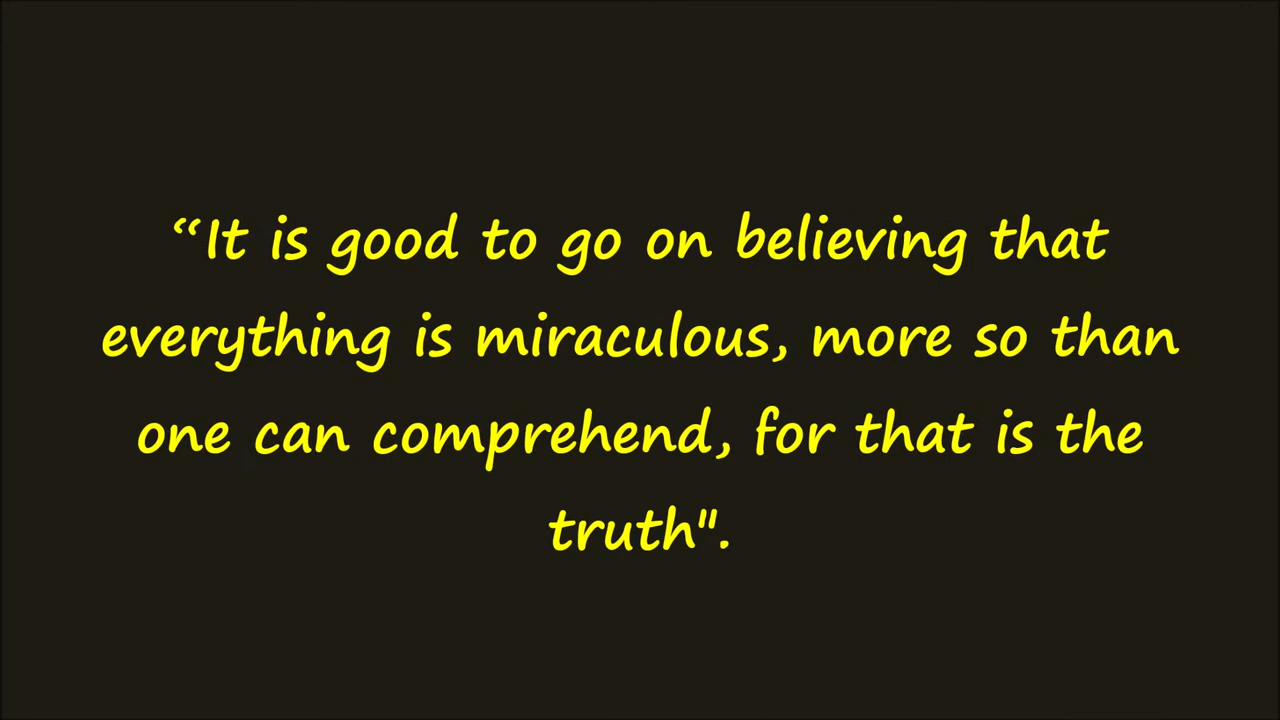 “It is good to go on believing that
everything is miraculous, more so than
one can comprehend, for that is the
truth".